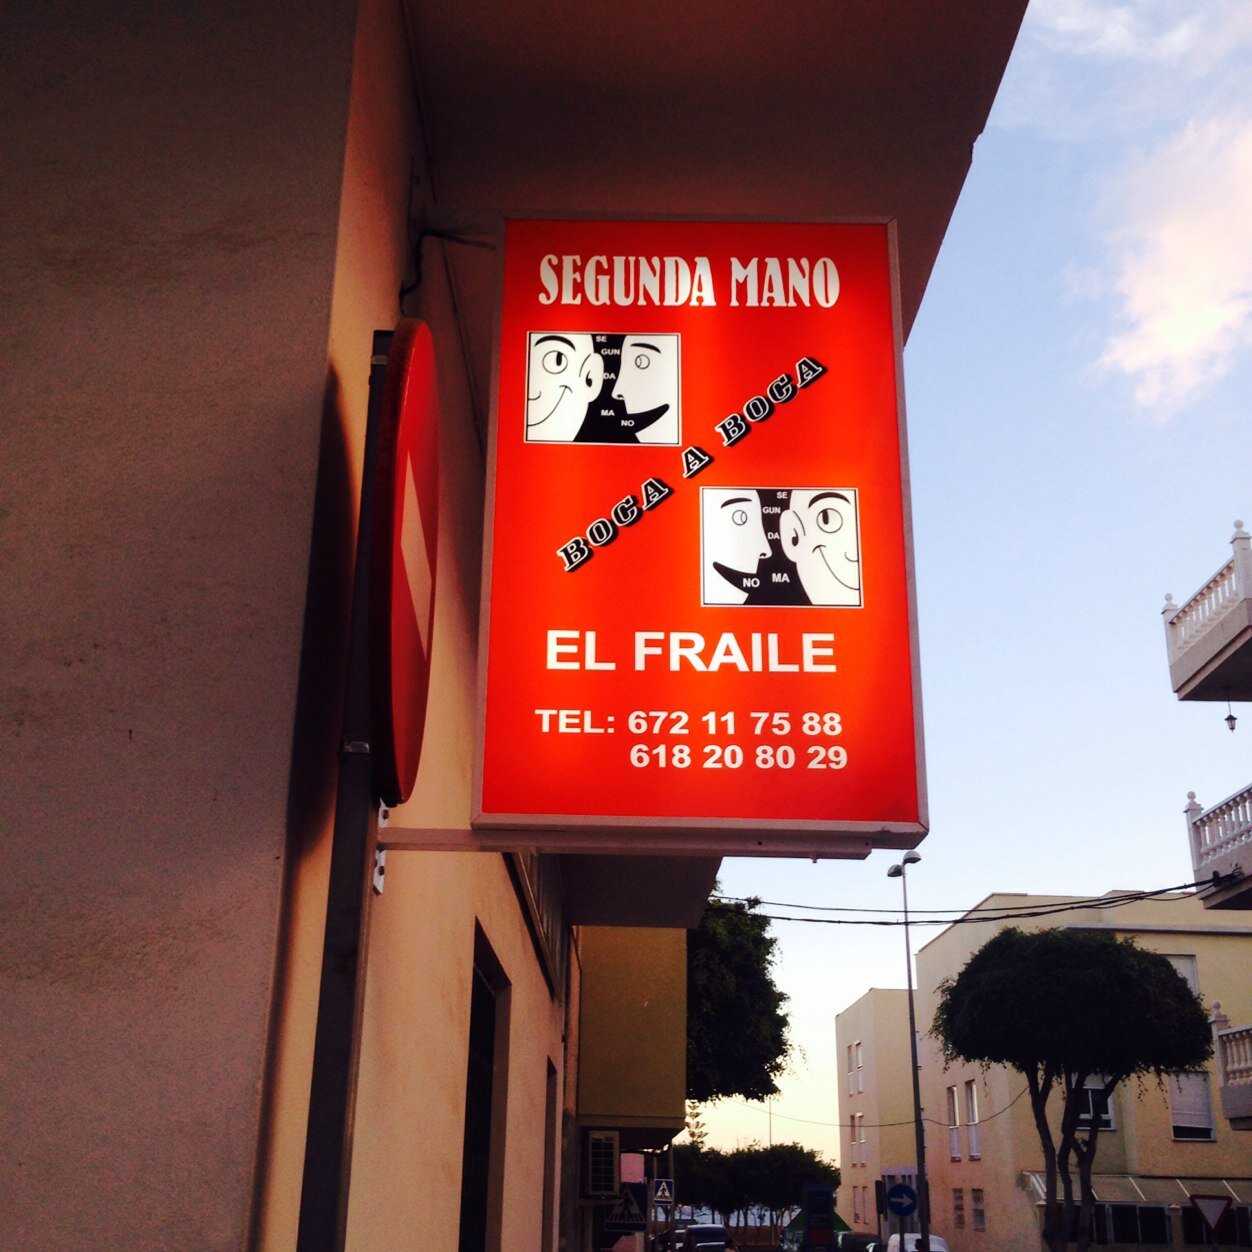 SEGUNDA MANO
SE
GUN
DA
MA
NO
BOCA A BOCA
SE
GUN
DA
NO MA
EL FRAILE
TEL: 672 11 75 88
618 20 80 29